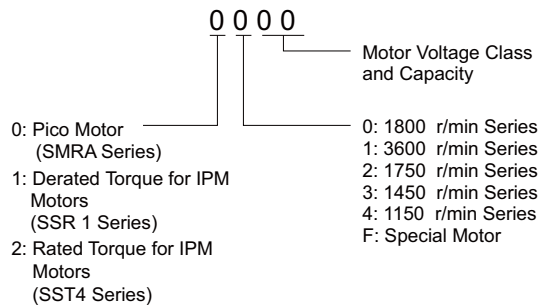 0 0 0 0
Motor Voltage Class
and Capacity
0: Pico Motor
(SMRA Series)
1: Derated Torque for IPM
Motors
(SSR 1 Series)
2: Rated Torque for IPM
Motors
(SST4 Series)
0: 1800 r/min Series
1: 3600 r/min Series
2: 1750 r/min Series
3: 1450 r/min Series
4: 1150 r/min Series
F: Special Motor